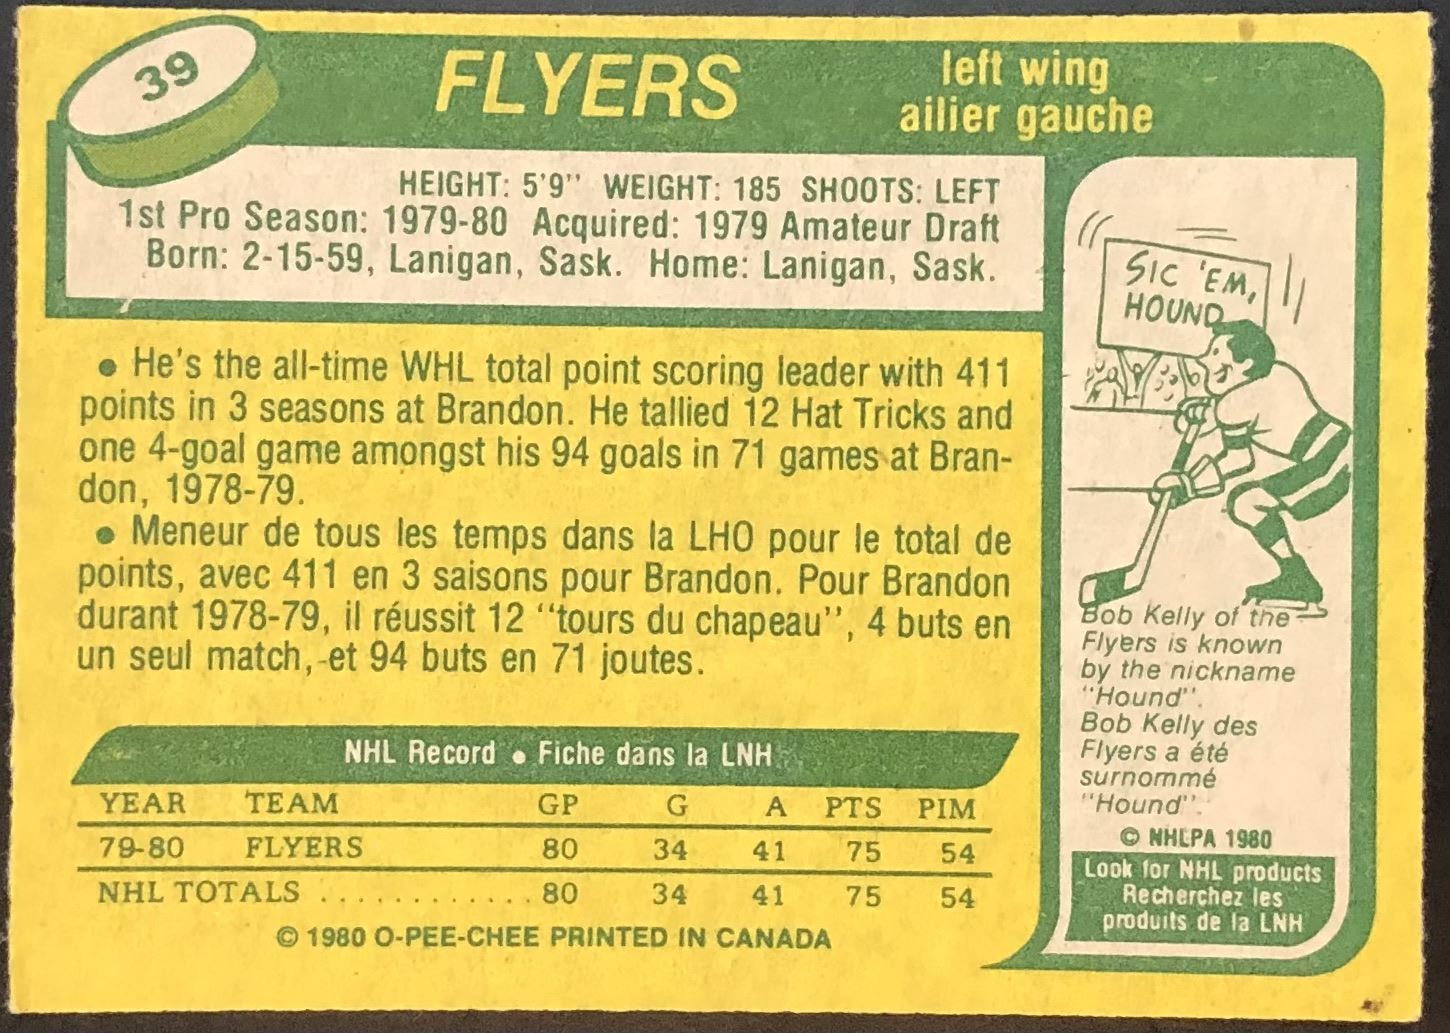 39
FLYERS
left wing
ailier gauche
HEIGHT: 5'9" WEIGHT: 185 SHOOTS: LEFT
1st Pro Season: 1979-80 Acquired: 1979 Amateur Draft
Born: 2-15-59, Lanigan, Sask. Home: Lanigan, Sask.
• He's the all-time WHL total point scoring leader with 411
points in 3 seasons at Brandon. He tallied 12 Hat Tricks and
one 4-goal game amongst his 94 goals in 71 games at Bran-
don, 1978-79.
• Meneur de tous les temps dans la LHO pour le total de
points, avec 411 en 3 saisons pour Brandon. Pour Brandon
durant 1978-79, il réussit 12 "tours du chapeau", 4 buts en
un seul match, et 94 buts en 71 joutes.
NHL Record • Fiche dans la LNH
YEAR TEAM GP G A PTS PIM
79-80 FLYERS 80 34 41 75 54
NHL TOTALS ............ 80 34 41 75 54
© 1980 O-PEE-CHEE PRINTED IN CANADA
SIC 'EM,
HOUND
Bob Kelly of the
Flyers is known
by the nickname
"Hound".
Bob Kelly des
Flyers a été
surnommé
"Hound".
© NHLPA 1980
Look for NHL products
Recherchez les
produits de la LNH